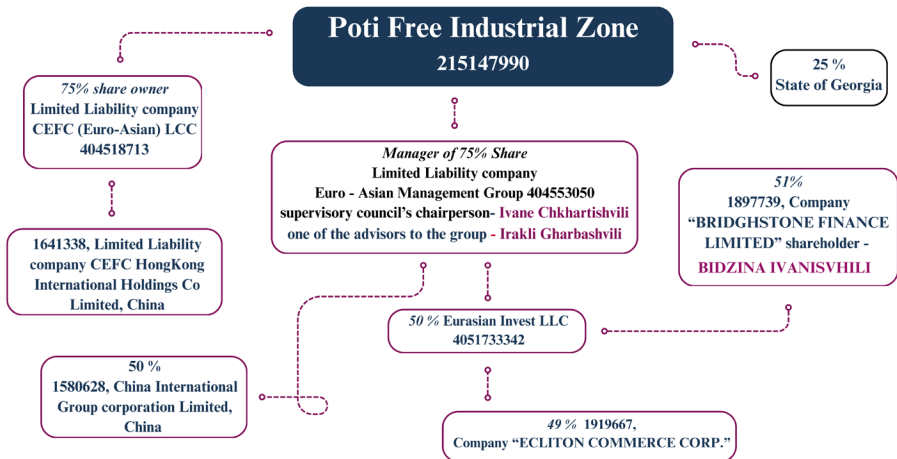 Poti Free Industrial Zone
215147990
75% share owner
Limited Liability company
CEFC (Euro-Asian) LCC
404518713
25 %
State of Georgia
Manager of 75% Share
Limited Liability company
Euro - Asian Management Group 404553050
supervisory council's chairperson- Ivane Chkhartishvili
one of the advisors to the group - Irakli Gharbashvili
51%
1897739, Company
“BRIDGHSTONE FINANCE
LIMITED” shareholder -
BIDZINA IVANISVHILI
1641338, Limited Liability
company CEFC HongKong
International Holdings Co
Limited, China
50 % Eurasian Invest LLC
4051733342
50 %
1580628, China International
Group corporation Limited,
China
49 % 1919667,
Company “ECLITON COMMERCE CORP.”